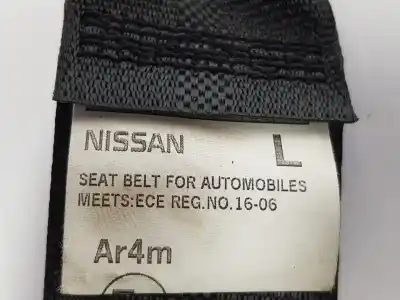 NISSAN L
SEAT BELT FOR AUTOMOBILES
MEETS:ECE REG.NO.16-06
Ar4m